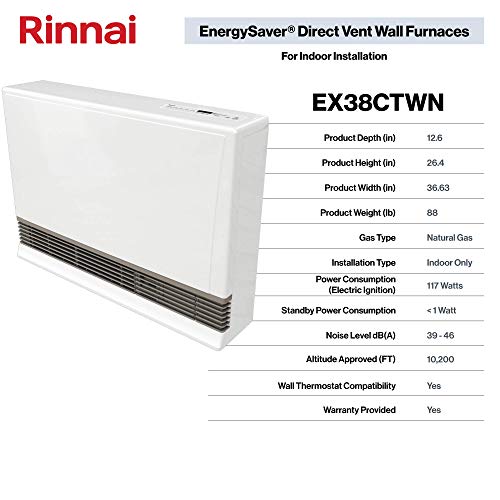 Rinnai
EnergySaver® Direct Vent Wall Furnaces
For Indoor Installation
EX38CTWN
Product Depth (in) 12.6
Product Height (in) 26.4
Product Width (in) 36.63
Product Weight (lb) 88
Gas Type Natural Gas
Installation Type Indoor Only
Power Consumption
(Electric Ignition) 117 Watts
Standby Power Consumption < 1 Watt
Noise Level dB(A) 39 - 46
Altitude Approved (FT) 10,200
Wall Thermostat Compatibility Yes
Warranty Provided Yes